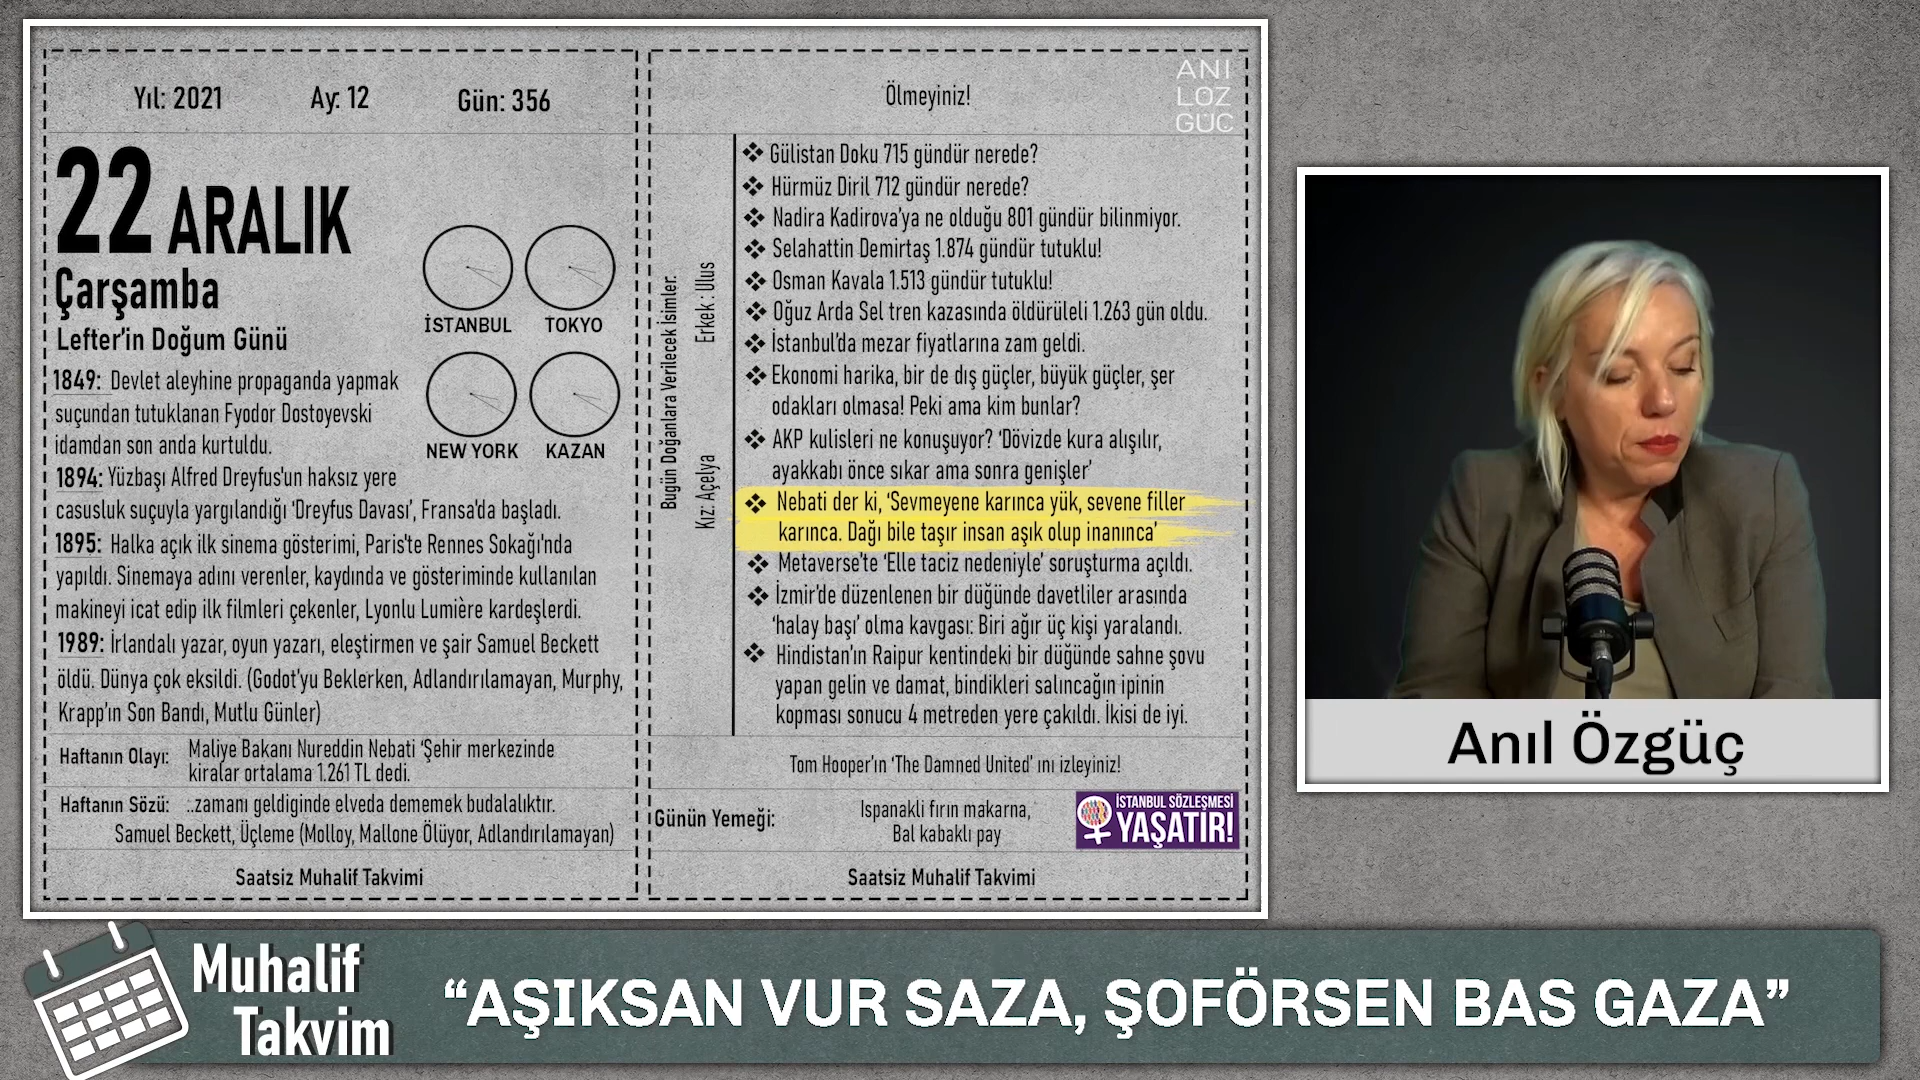 Yıl: 2021 Ay: 12 Gün: 356
22 ARALIK
Çarşamba
Lefter'in Doğum Günü
İSTANBUL TOKYO
NEW YORK KAZAN
1849: Devlet aleyhine propaganda yapmak
suçundan tutuklanan Fyodor Dostoyevski
idamdan son anda kurtuldu.
1894: Yüzbaşı Alfred Dreyfus'un haksız yere
casusluk suçuyla yargılandığı 'Dreyfus Davası', Fransa'da başladı.
1895: Halka açık ilk sinema gösterimi, Paris'te Rennes Sokağı'nda
yapıldı. Sinemaya adını verenler, kaydında ve gösteriminde kullanılan
makineyi icat edip ilk filmleri çekenler, Lyonlu Lumière kardeşlerdi.
1989: İrlandalı yazar, oyun yazarı, eleştirmen ve şair Samuel Beckett
öldü. Dünya çok eksildi. (Godot'yu Beklerken, Adlandırılamayan, Murphy,
Krapp'ın Son Bandı, Mutlu Günler)
Haftanın Olayı: Maliye Bakanı Nureddin Nebati 'Şehir merkezinde
kiralar ortalama 1.261 TL dedi.
Haftanın Sözü: ..zamanı geldiginde elveda dememek budalalıktır.
Samuel Beckett, Üçleme (Molloy, Mallone Ölüyor, Adlandırılamayan)
Saatsiz Muhalif Takvimi
Ölmeyiniz!
ANI
LOZ
GÜÇ
Bugün Doğanlara Verilecek İsimler:
Kız: Açelya Erkek : Ulus
❖ Gülistan Doku 715 gündür nerede?
❖ Hürmüz Diril 712 gündür nerede?
❖ Nadira Kadirova'ya ne olduğu 801 gündür bilinmiyor.
❖ Selahattin Demirtaş 1.874 gündür tutuklu!
❖ Osman Kavala 1.513 gündür tutuklu!
❖ Oğuz Arda Sel tren kazasında öldürüleli 1.263 gün oldu.
❖ İstanbul'da mezar fiyatlarına zam geldi.
❖ Ekonomi harika, bir de dış güçler, büyük güçler, şer
odakları olmasa! Peki ama kim bunlar?
❖ AKP kulisleri ne konuşuyor? 'Dövizde kura alışılır,
ayakkabı önce sıkar ama sonra genişler'
❖ Nebati der ki, 'Sevmeyene karınca yük, sevene filler
karınca. Dağı bile taşır insan aşık olup inanınca'
❖ Metaverse'te 'Elle taciz nedeniyle' soruşturma açıldı.
❖ İzmir'de düzenlenen bir düğünde davetliler arasında
'halay başı' olma kavgası: Biri ağır üç kişi yaralandı.
❖ Hindistan'ın Raipur kentindeki bir düğünde sahne şovu
yapan gelin ve damat, bindikleri salıncağın ipinin
kopması sonucu 4 metreden yere çakıldı. İkisi de iyi.
Tom Hooper'ın 'The Damned United' ını izleyiniz!
Günün Yemeği: Ispanakli fırın makarna,
Bal kabaklı pay
İSTANBUL SÖZLEŞMESİ
YAŞATIR!
Saatsiz Muhalif Takvimi
Anıl Özgüç
Muhalif
Takvim
"AŞIKSAN VUR SAZA, ŞOFÖRSEN BAS GAZA"